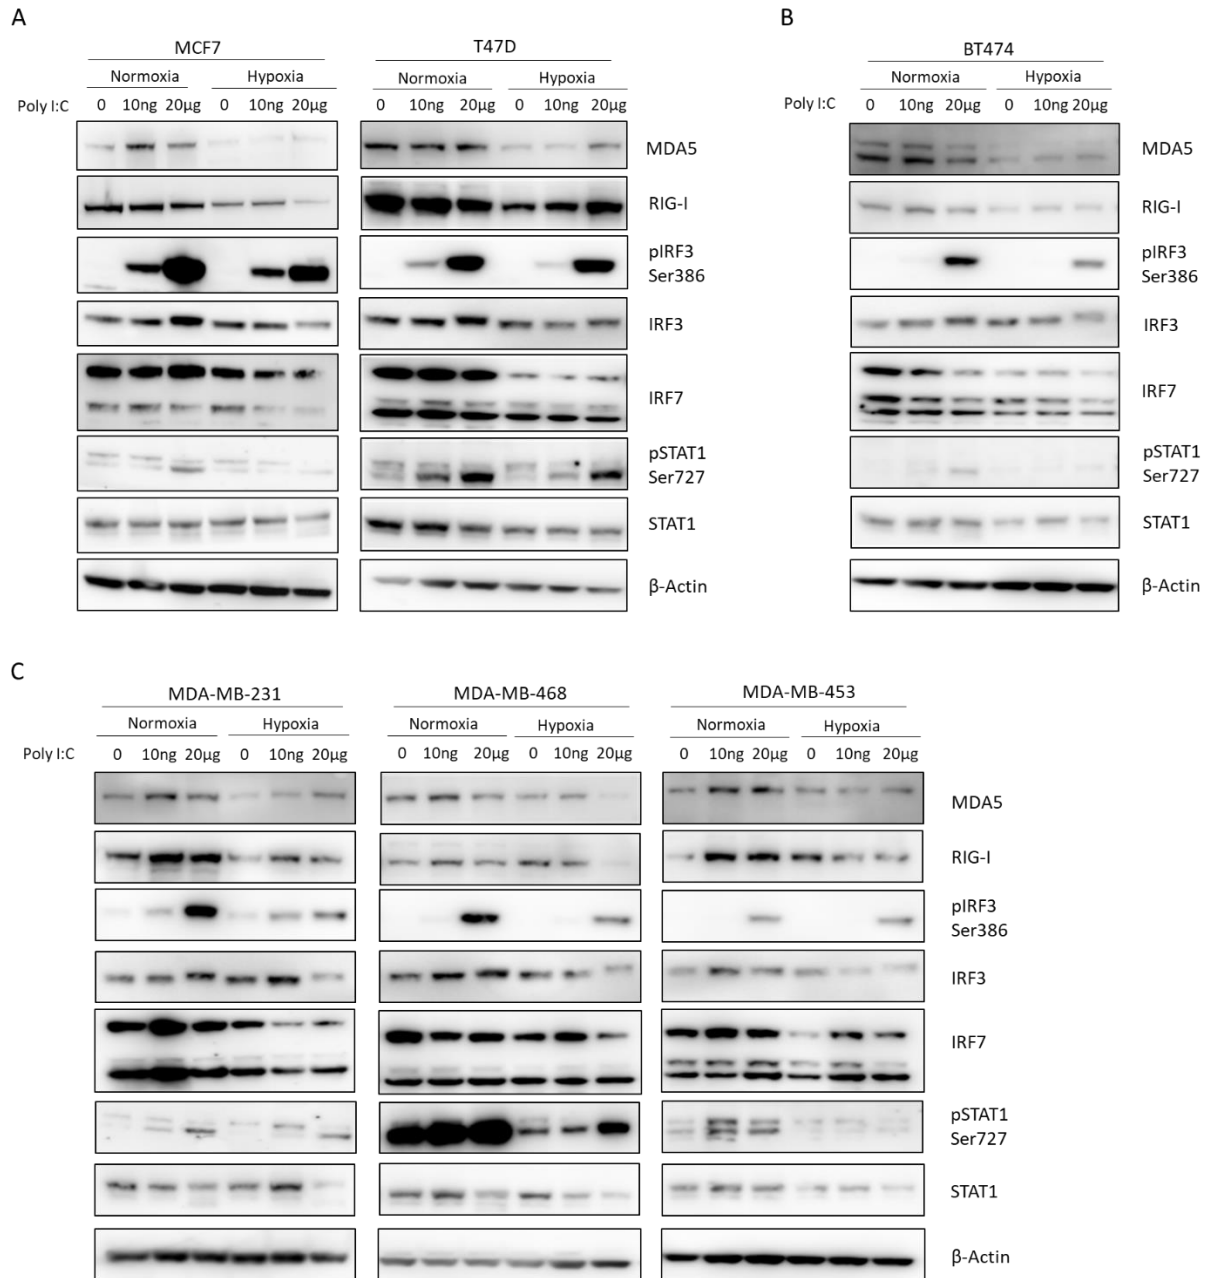 A
MCF7
T47D
Normoxia Hypoxia Normoxia Hypoxia
Poly I:C 0 10ng 20µg 0 10ng 20µg 0 10ng 20µg 0 10ng 20µg
MDA5
RIG-I
pIRF3
Ser386
IRF3
IRF7
pSTAT1
Ser727
STAT1
β-Actin
B
BT474
Normoxia Hypoxia
Poly I:C 0 10ng 20µg 0 10ng 20µg
MDA5
RIG-I
pIRF3
Ser386
IRF3
IRF7
pSTAT1
Ser727
STAT1
β-Actin
C
MDA-MB-231 MDA-MB-468 MDA-MB-453
Normoxia Hypoxia Normoxia Hypoxia Normoxia Hypoxia
Poly I:C 0 10ng 20µg 0 10ng 20µg 0 10ng 20µg 0 10ng 20µg 0 10ng 20µg 0 10ng 20µg
MDA5
RIG-I
pIRF3
Ser386
IRF3
IRF7
pSTAT1
Ser727
STAT1
β-Actin